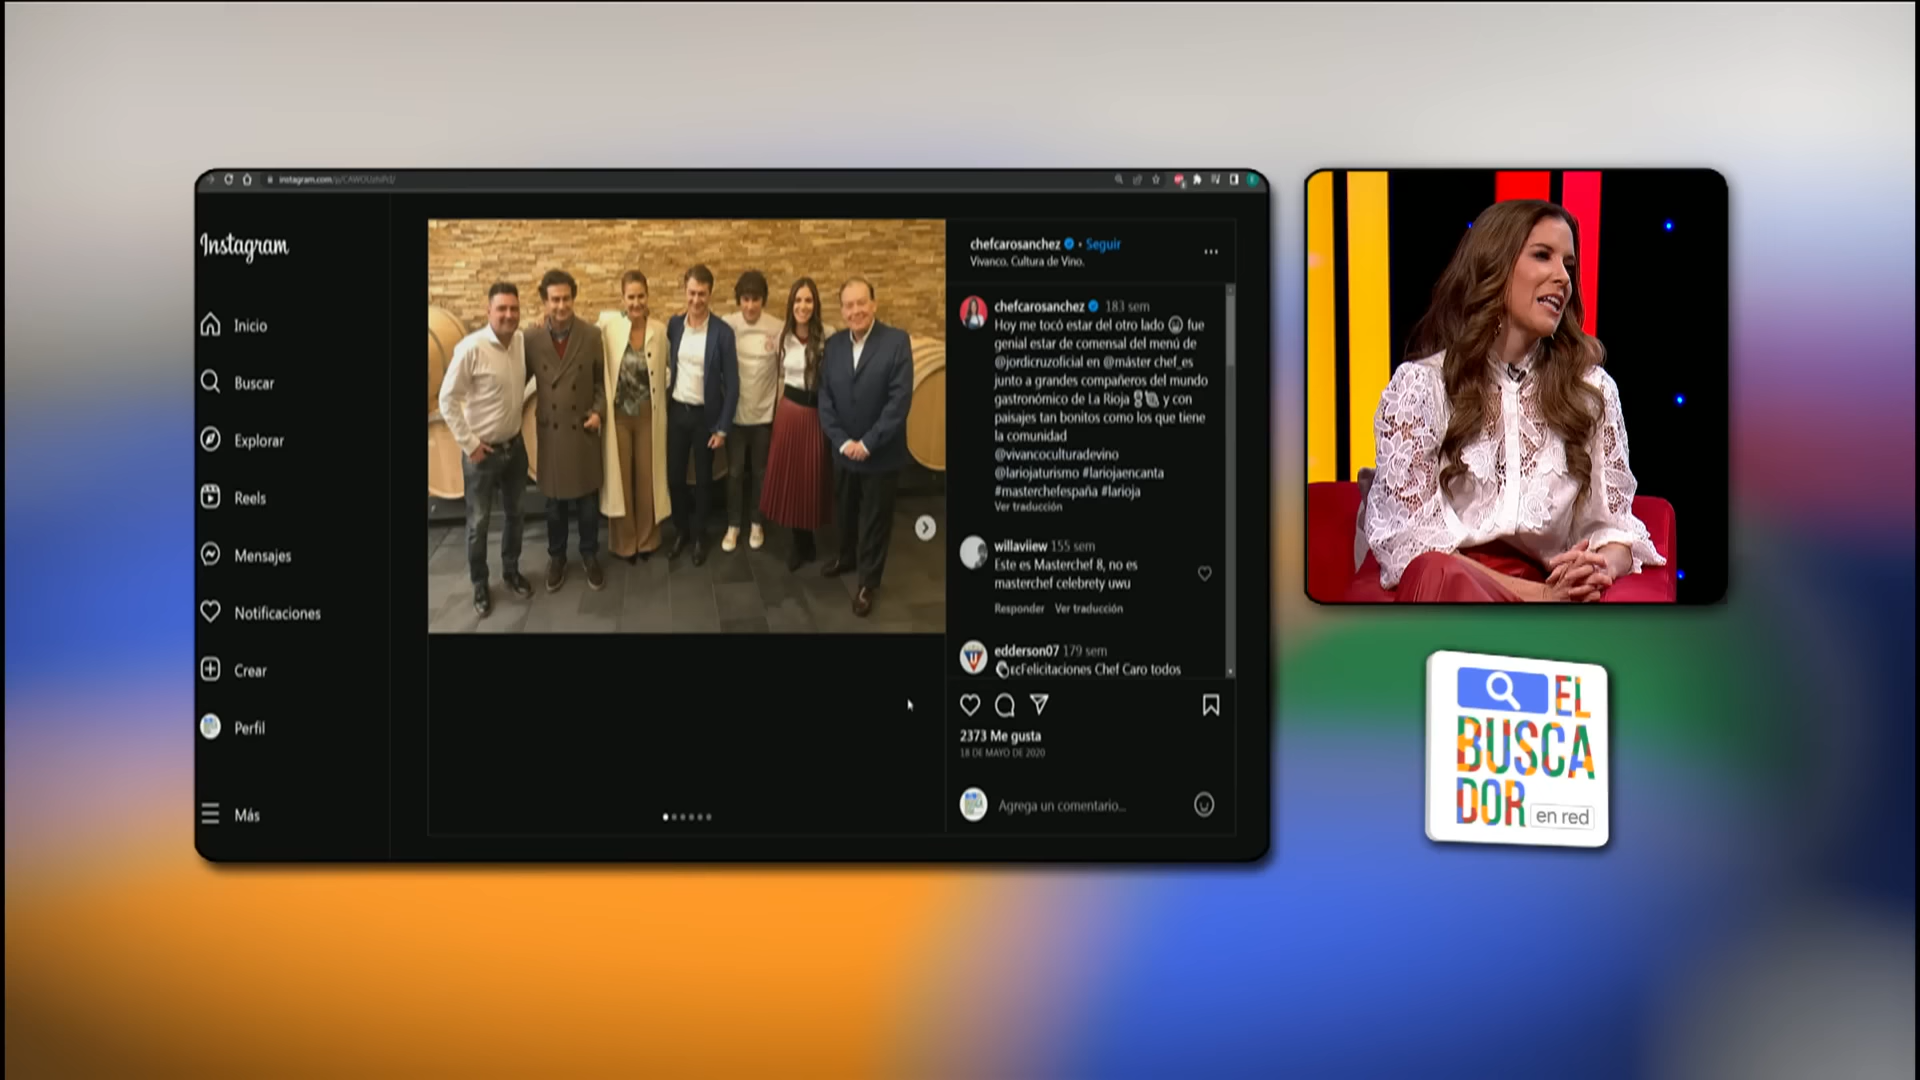 instagram.com
Instagram
Inicio
Buscar
Explorar
Reels
Mensajes
Notificaciones
Crear
Perfil
Más
chefcarosanchez • Seguir
Vivanco. Cultura de Vino.
chefcarosanchez 183 sem
Hoy me tocó estar del otro lado fue
genial estar de comensal del menú de
@jordicruzoficial en @máster chef_es
junto a grandes compañeros del mundo
gastronómico de La Rioja y con
paisajes tan bonitos como los que tiene
la comunidad
@vivancoculturadevino
@lariojaturismo #lariojaencanta
#masterchefespaña #larioja
Ver traducción
willaviiew 155 sem
Este es Masterchef 8, no es
masterchef celebrety uwu
Responder Ver traducción
edderson07 179 sem
Felicitaciones Chef Caro todos
2373 Me gusta
18 DE MAYO DE 2020
Agrega un comentario...
EL
BUSCA
DOR en red